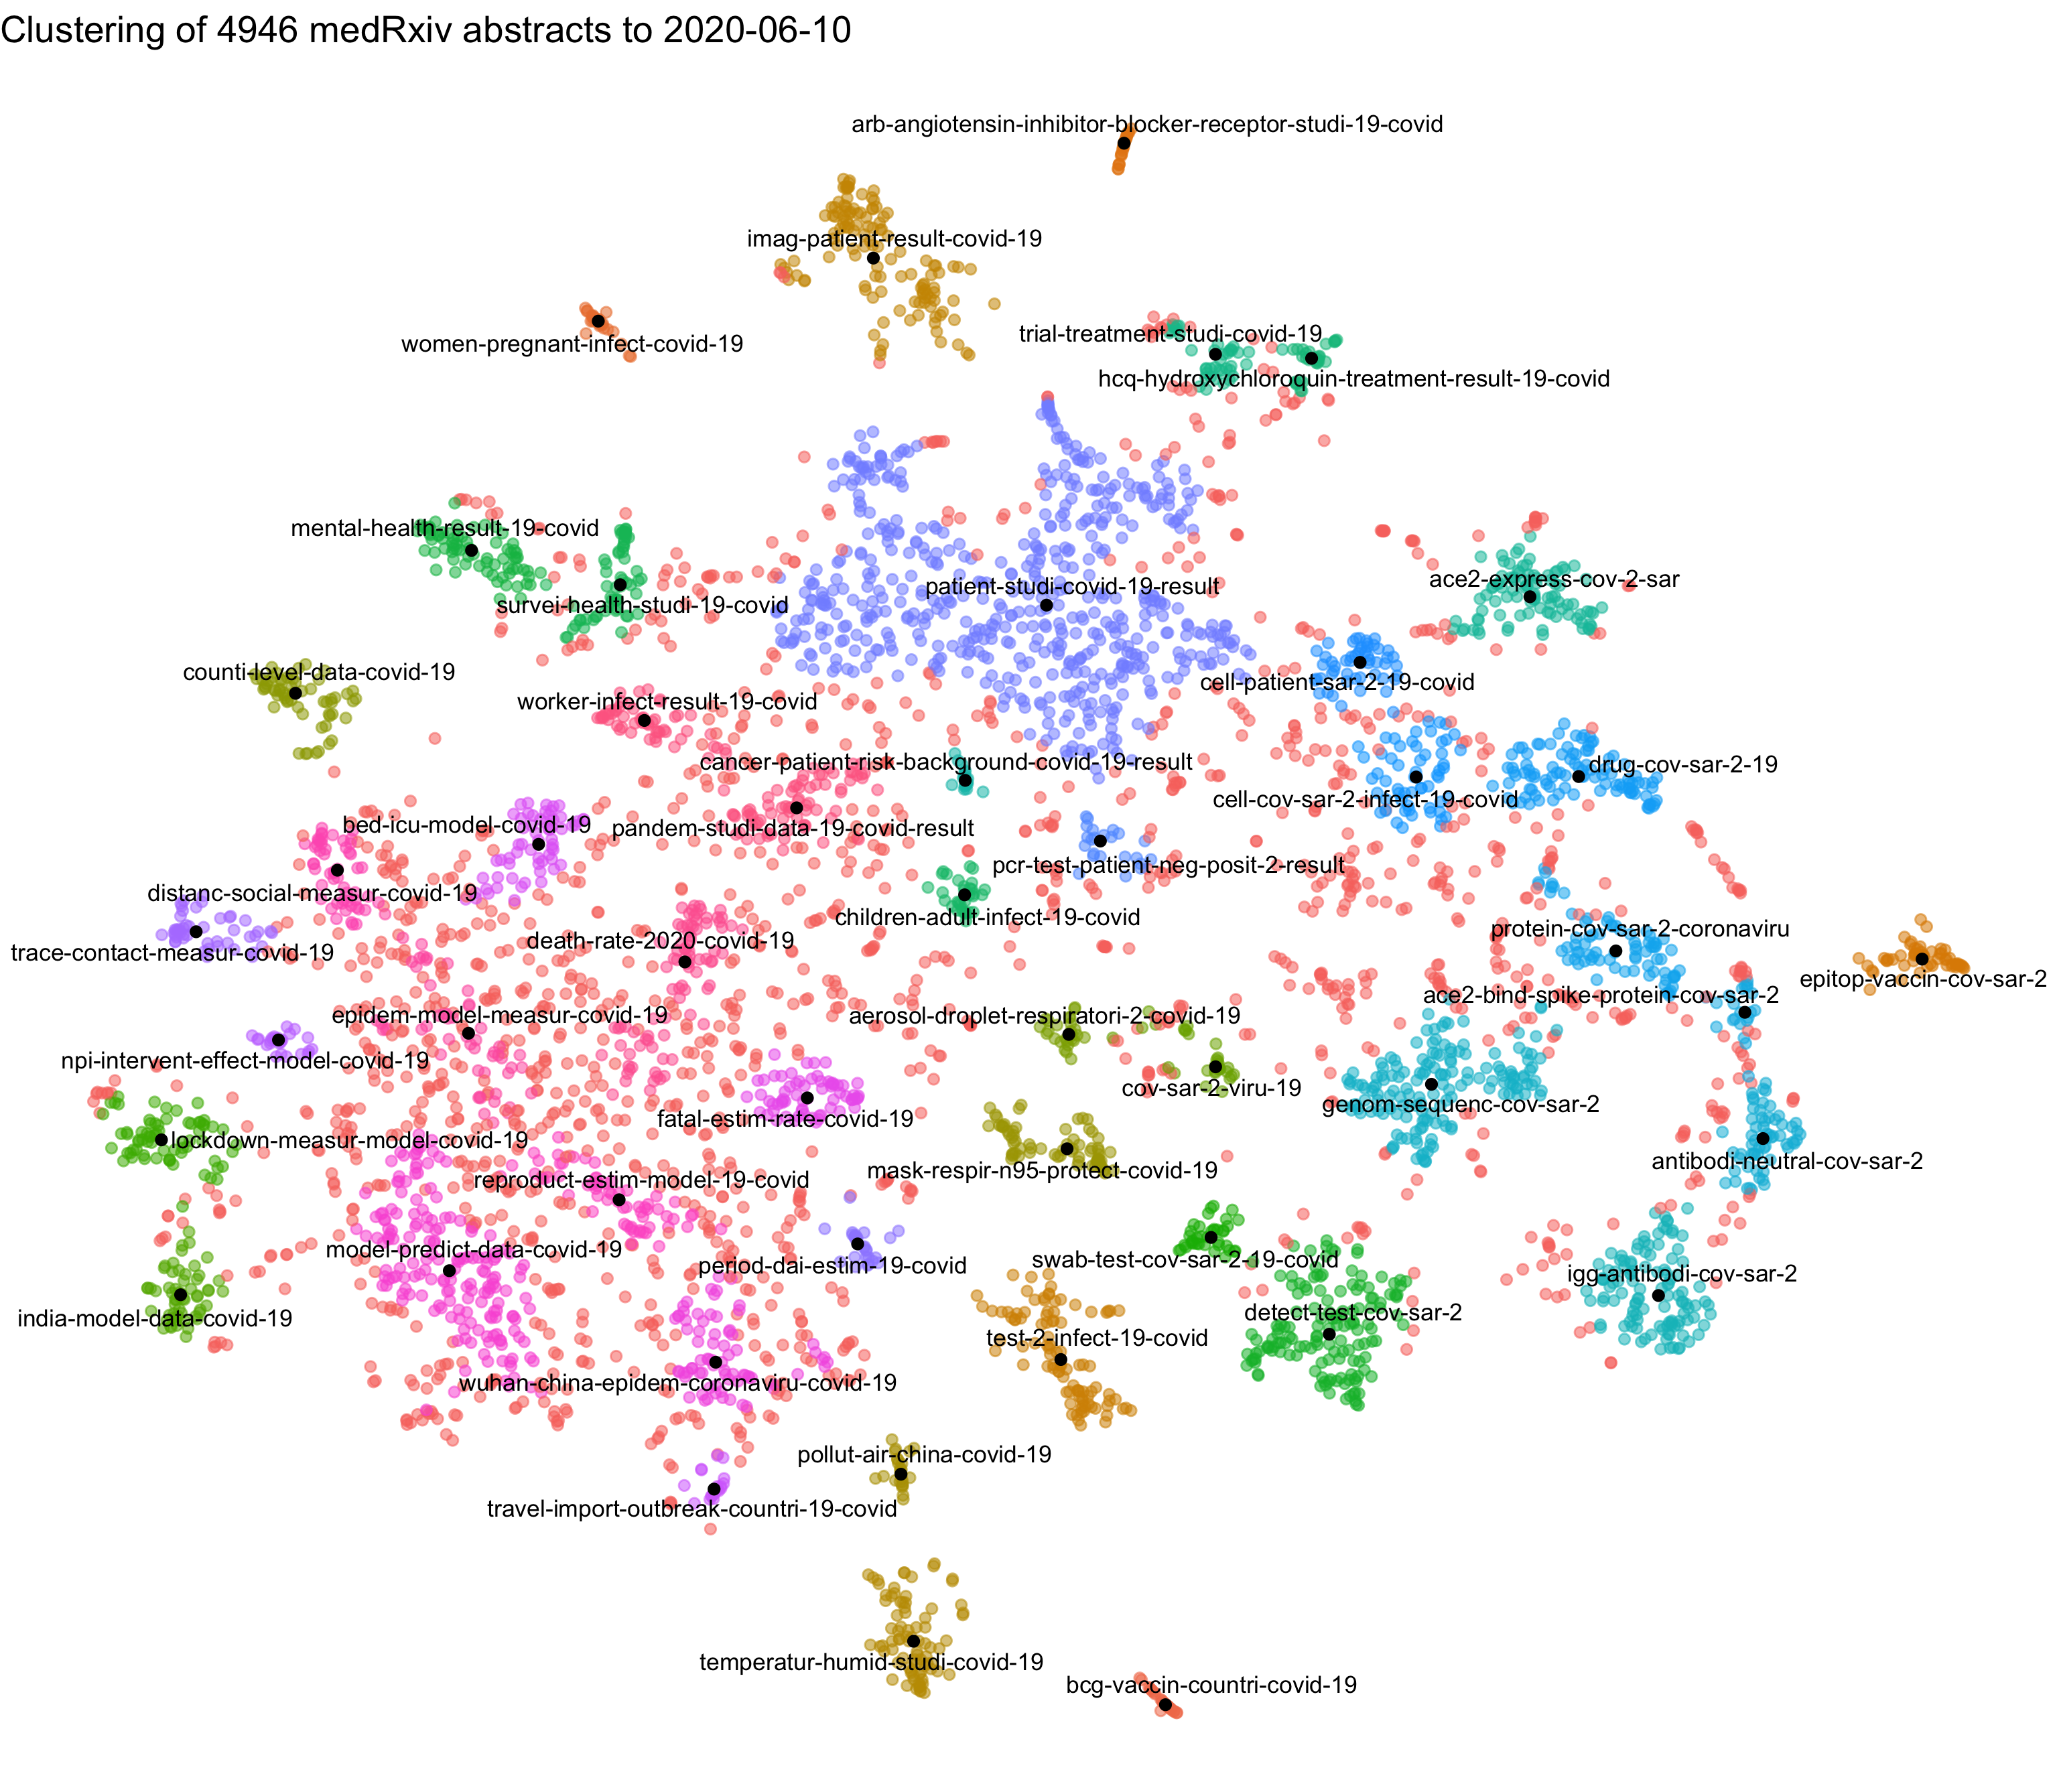 Clustering of 4946 medRxiv abstracts to 2020-06-10
arb-angiotensin-inhibitor-blocker-receptor-studi-19-covid
imag-patient-result-covid-19
women-pregnant-infect-covid-19
trial-treatment-studi-covid-19
hcq-hydroxychloroquin-treatment-result-19-covid
mental-health-result-19-covid
survei-health-studi-19-covid
patient-studi-covid-19-result
ace2-express-cov-2-sar
counti-level-data-covid-19
cell-patient-sar-2-19-covid
worker-infect-result-19-covid
cancer-patient-risk-background-covid-19-result
drug-cov-sar-2-19
cell-cov-sar-2-infect-19-covid
bed-icu-model-covid-19
pandem-studi-data-19-covid-result
pcr-test-patient-neg-posit-2-result
distanc-social-measur-covid-19
children-adult-infect-19-covid
protein-cov-sar-2-coronaviru
death-rate-2020-covid-19
trace-contact-measur-covid-19
epitop-vaccin-cov-sar-2
ace2-bind-spike-protein-cov-sar-2
epidem-model-measur-covid-19
aerosol-droplet-respiratori-2-covid-19
npi-intervent-effect-model-covid-19
cov-sar-2-viru-19
genom-sequenc-cov-sar-2
fatal-estim-rate-covid-19
lockdown-measur-model-covid-19
antibodi-neutral-cov-sar-2
mask-respir-n95-protect-covid-19
reproduct-estim-model-19-covid
model-predict-data-covid-19
swab-test-cov-sar-2-19-covid
period-dai-estim-19-covid
igg-antibodi-cov-sar-2
detect-test-cov-sar-2
india-model-data-covid-19
test-2-infect-19-covid
wuhan-china-epidem-coronaviru-covid-19
pollut-air-china-covid-19
travel-import-outbreak-countri-19-covid
temperatur-humid-studi-covid-19
bcg-vaccin-countri-covid-19